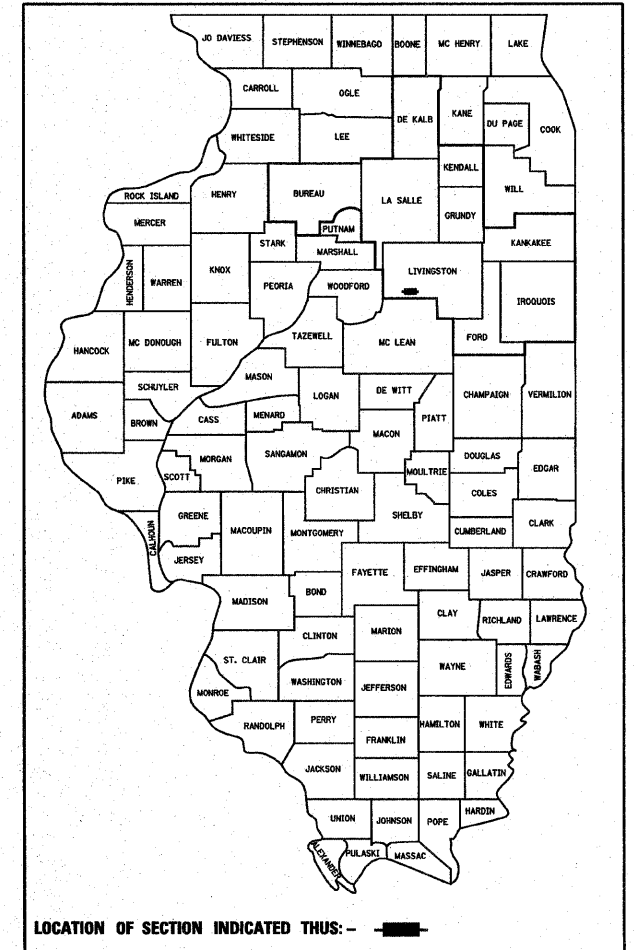 JO DAVIESS
STEPHENSON
WINNEBAGO
BOONE
MC HENRY
LAKE
CARROLL
OGLE
DE KALB
KANE
DU PAGE
COOK
WHITESIDE
LEE
KENDALL
WILL
ROCK ISLAND
HENRY
BUREAU
LA SALLE
GRUNDY
MERCER
PUTNAM
KANKAKEE
STARK
MARSHALL
HENDERSON
WARREN
KNOX
PEORIA
WOODFORD
LIVINGSTON
IROQUOIS
HANCOCK
MC DONOUGH
FULTON
TAZEWELL
MC LEAN
FORD
MASON
SCHUYLER
LOGAN
DE WITT
CHAMPAIGN
VERMILION
ADAMS
BROWN
CASS
MENARD
PIATT
MACON
MORGAN
SANGAMON
DOUGLAS
EDGAR
PIKE
SCOTT
CHRISTIAN
MOULTRIE
COLES
GREENE
MACOUPIN
MONTGOMERY
SHELBY
CUMBERLAND
CLARK
CALHOUN
JERSEY
FAYETTE
EFFINGHAM
JASPER
CRAWFORD
MADISON
BOND
CLAY
RICHLAND
LAWRENCE
CLINTON
MARION
ST. CLAIR
WAYNE
EDWARDS
WABASH
WASHINGTON
JEFFERSON
MONROE
RANDOLPH
PERRY
HAMILTON
WHITE
FRANKLIN
JACKSON
WILLIAMSON
SALINE
GALLATIN
UNION
JOHNSON
POPE
HARDIN
ALEXANDER
PULASKI
MASSAC
LOCATION OF SECTION INDICATED THUS: -